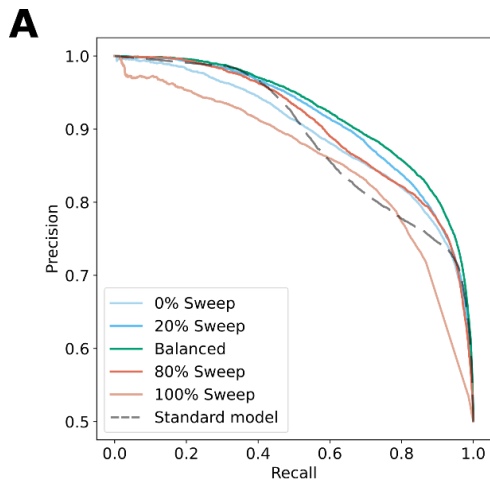 A
1.0
0.9
0.8
0.7
0.6
0.5
Precision
0% Sweep
20% Sweep
Balanced
80% Sweep
100% Sweep
Standard model
0.0 0.2 0.4 0.6 0.8 1.0
Recall